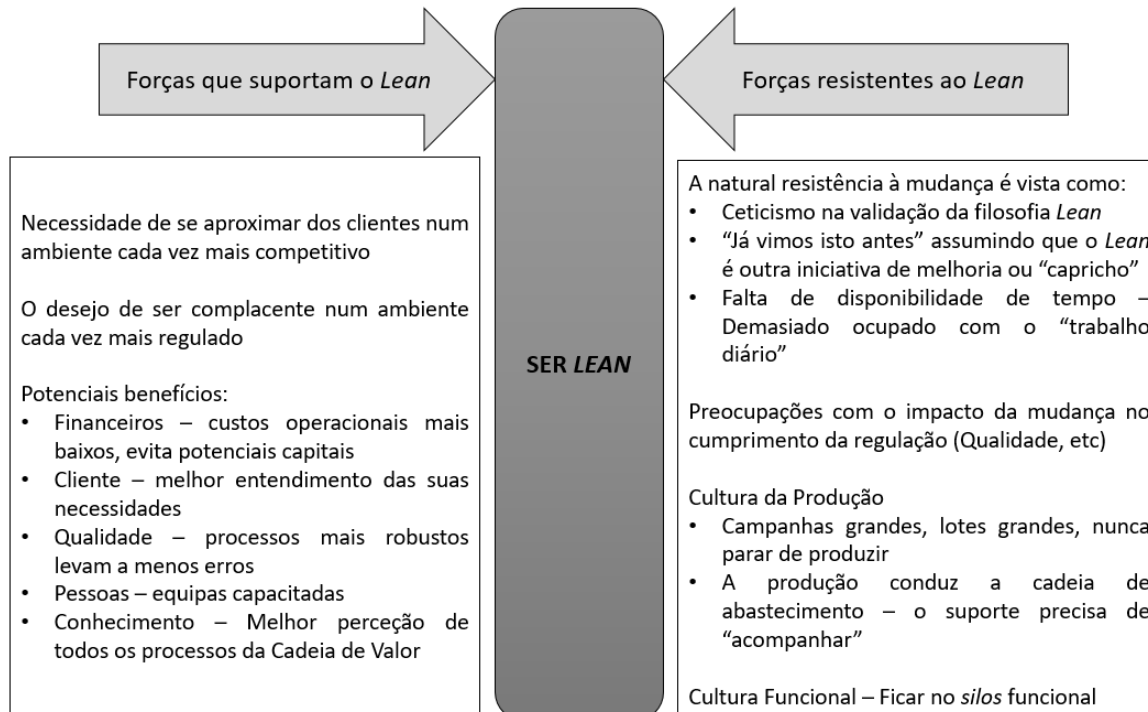 Forças que suportam o Lean
Forças resistentes ao Lean
Necessidade de se aproximar dos clientes num
ambiente cada vez mais competitivo
O desejo de ser complacente num ambiente
cada vez mais regulado
Potenciais benefícios:
• Financeiros – custos operacionais mais
baixos, evita potenciais capitais
• Cliente – melhor entendimento das suas
necessidades
• Qualidade – processos mais robustos
levam a menos erros
• Pessoas – equipas capacitadas
• Conhecimento – Melhor perceção de
todos os processos da Cadeia de Valor
SER LEAN
A natural resistência à mudança é vista como:
• Ceticismo na validação da filosofia Lean
• “Já vimos isto antes” assumindo que o Lean
é outra iniciativa de melhoria ou “capricho”
• Falta de disponibilidade de tempo –
Demasiado ocupado com o “trabalho
diário”
Preocupações com o impacto da mudança no
cumprimento da regulação (Qualidade, etc)
Cultura da Produção
• Campanhas grandes, lotes grandes, nunca
parar de produzir
• A produção conduz a cadeia de
abastecimento – o suporte precisa de
“acompanhar”
Cultura Funcional – Ficar no silos funcional